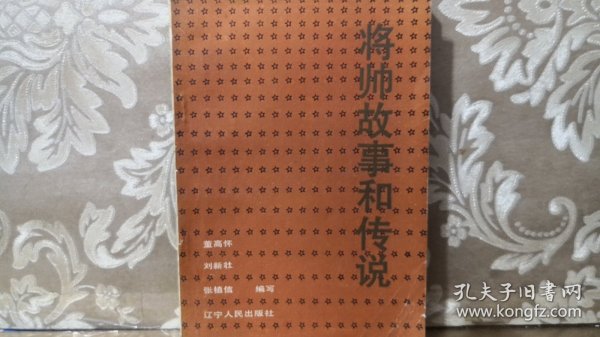 将帅故事和传说
董高怀
刘新壮
张植信 编写
辽宁人民出版社
孔夫子旧书网
www.kongfz.com